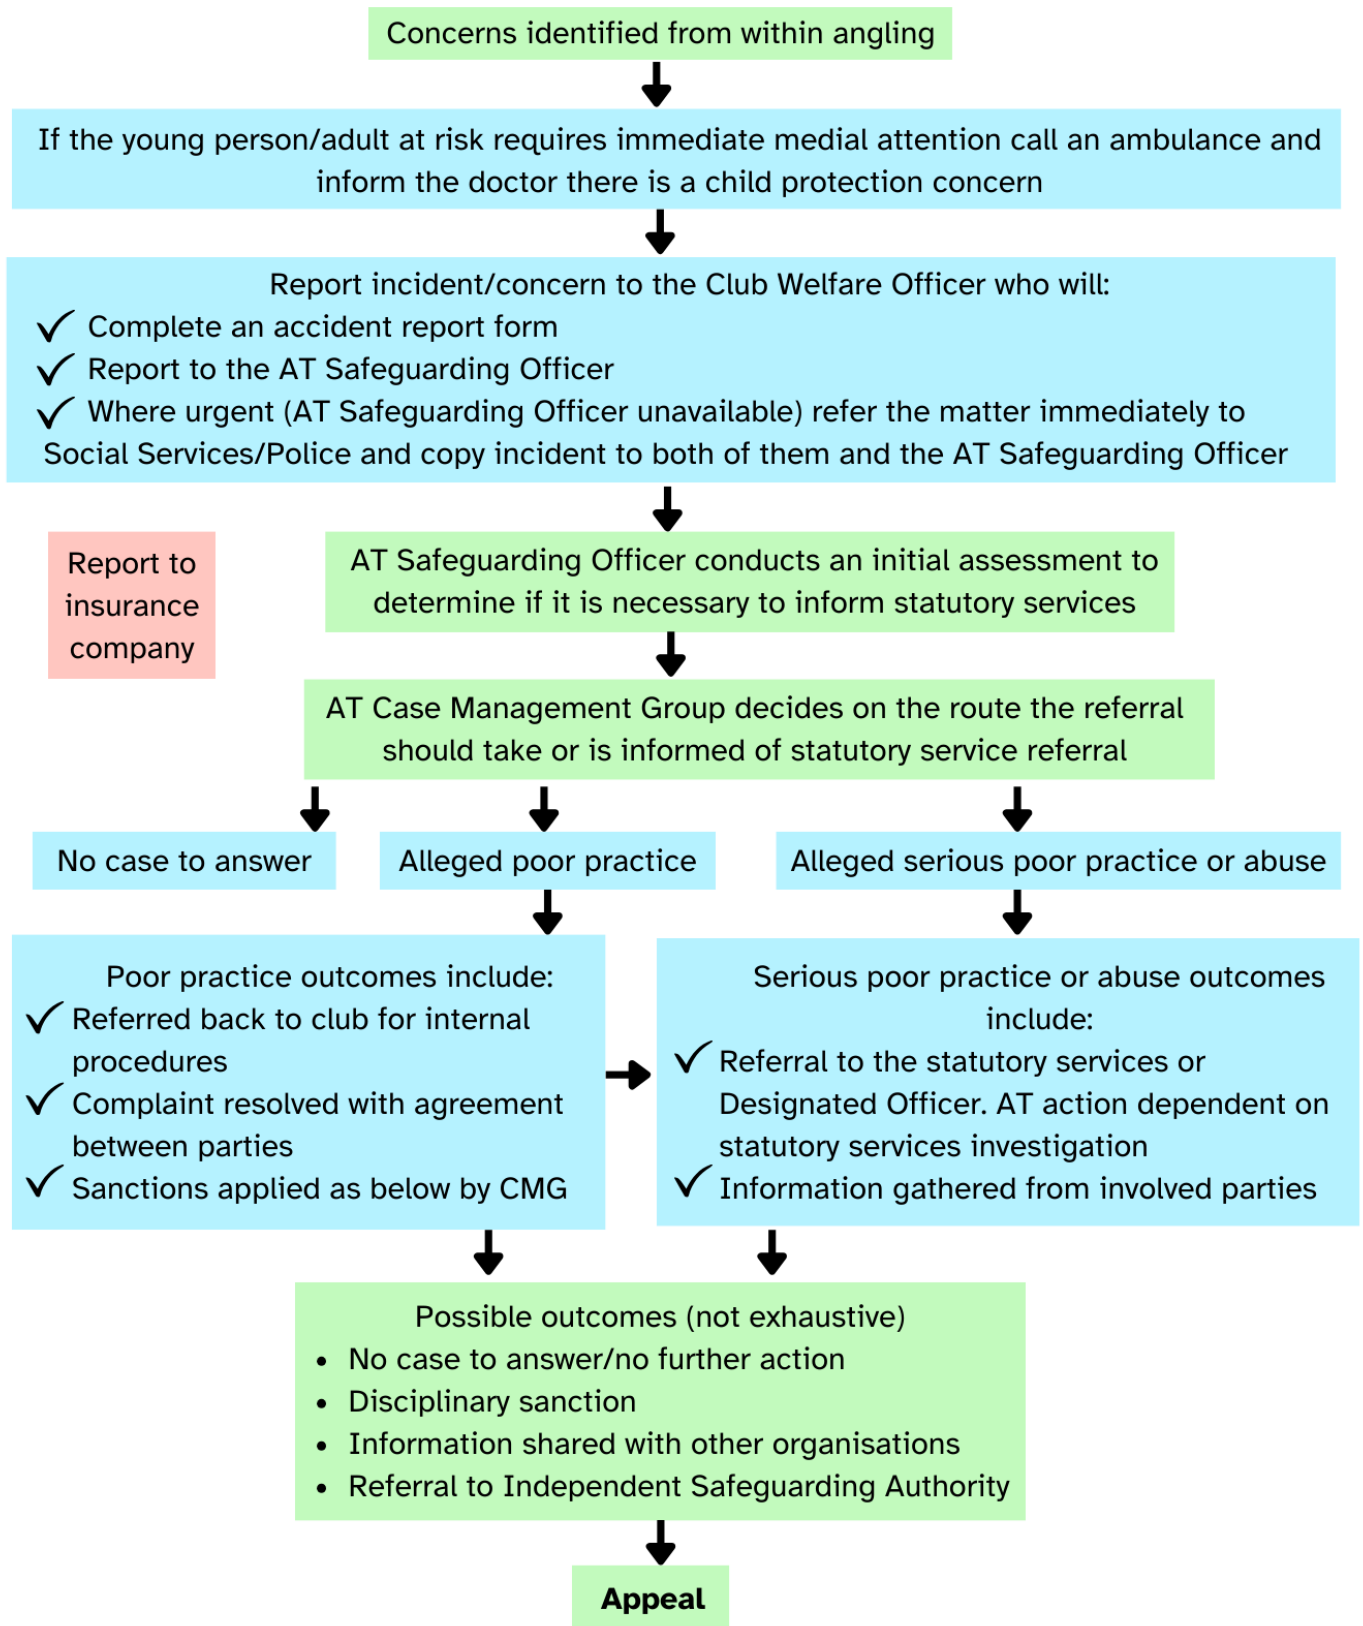 Concerns identified from within angling
If the young person/adult at risk requires immediate medial attention call an ambulance and
inform the doctor there is a child protection concern
Report incident/concern to the Club Welfare Officer who will:
Complete an accident report form
Report to the AT Safeguarding Officer
Where urgent (AT Safeguarding Officer unavailable) refer the matter immediately to
Social Services/Police and copy incident to both of them and the AT Safeguarding Officer
Report to
insurance
company
AT Safeguarding Officer conducts an initial assessment to
determine if it is necessary to inform statutory services
AT Case Management Group decides on the route the referral
should take or is informed of statutory service referral
No case to answer
Alleged poor practice
Alleged serious poor practice or abuse
Poor practice outcomes include:
Referred back to club for internal
procedures
Complaint resolved with agreement
between parties
Sanctions applied as below by CMG
Serious poor practice or abuse outcomes
include:
Referral to the statutory services or
Designated Officer. AT action dependent on
statutory services investigation
Information gathered from involved parties
Possible outcomes (not exhaustive)
• No case to answer/no further action
• Disciplinary sanction
• Information shared with other organisations
• Referral to Independent Safeguarding Authority
Appeal